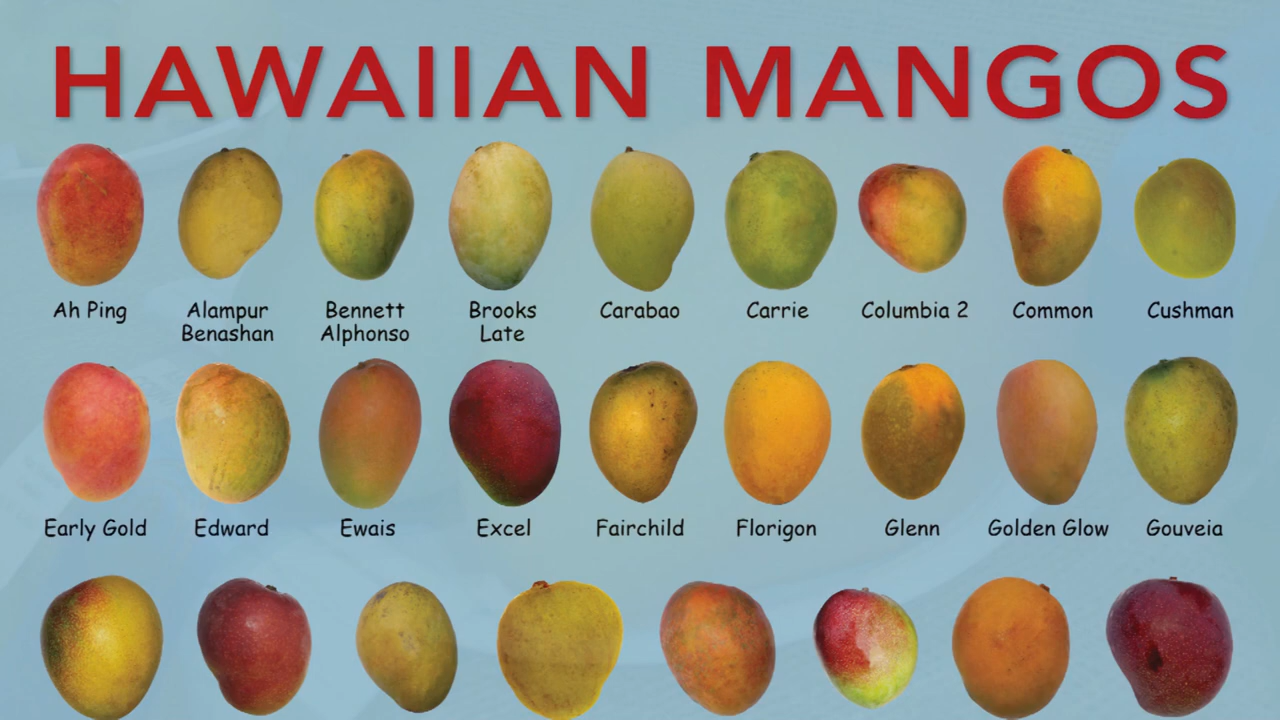 HAWAIIAN MANGOS
Ah Ping
Alampur
Benashan
Bennett
Alphonso
Brooks
Late
Carabao
Carrie
Columbia 2
Common
Cushman
Early Gold
Edward
Ewais
Excel
Fairchild
Florigon
Glenn
Golden Glow
Gouveia